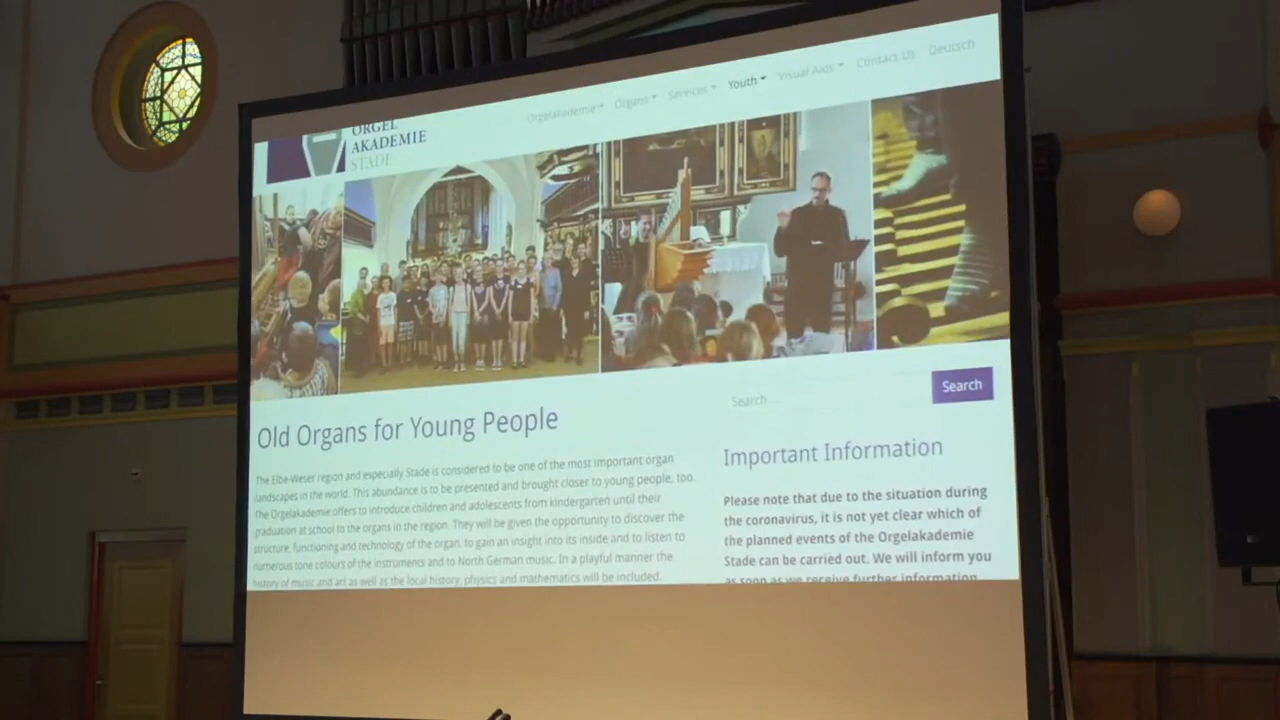 Orgelakademie Organs Services Youth Visual Axis Contact Us Deutsch
ORGEL
AKADEMIE
STADE
Search
Search...
Old Organs for Young People
The Elbe-Weser region and especially Stade is considered to be one of the most important organ
landscapes in the world. This abundance is to be presented and brought closer to young people, too.
The Orgelakademie offers to introduce children and adolescents from kindergarten until their
graduation at school to the organs in the region. They will be given the opportunity to discover the
structure, functioning and technology of the organ, to gain an insight into its inside and to listen to
numerous tone colours of the instruments and to North German music. In a playful manner the
history of music and art as well as the local history, physics and mathematics will be included.
Important Information
Please note that due to the situation during
the coronavirus, it is not yet clear which of
the planned events of the Orgelakademie
Stade can be carried out. We will inform you
as soon as we receive further information